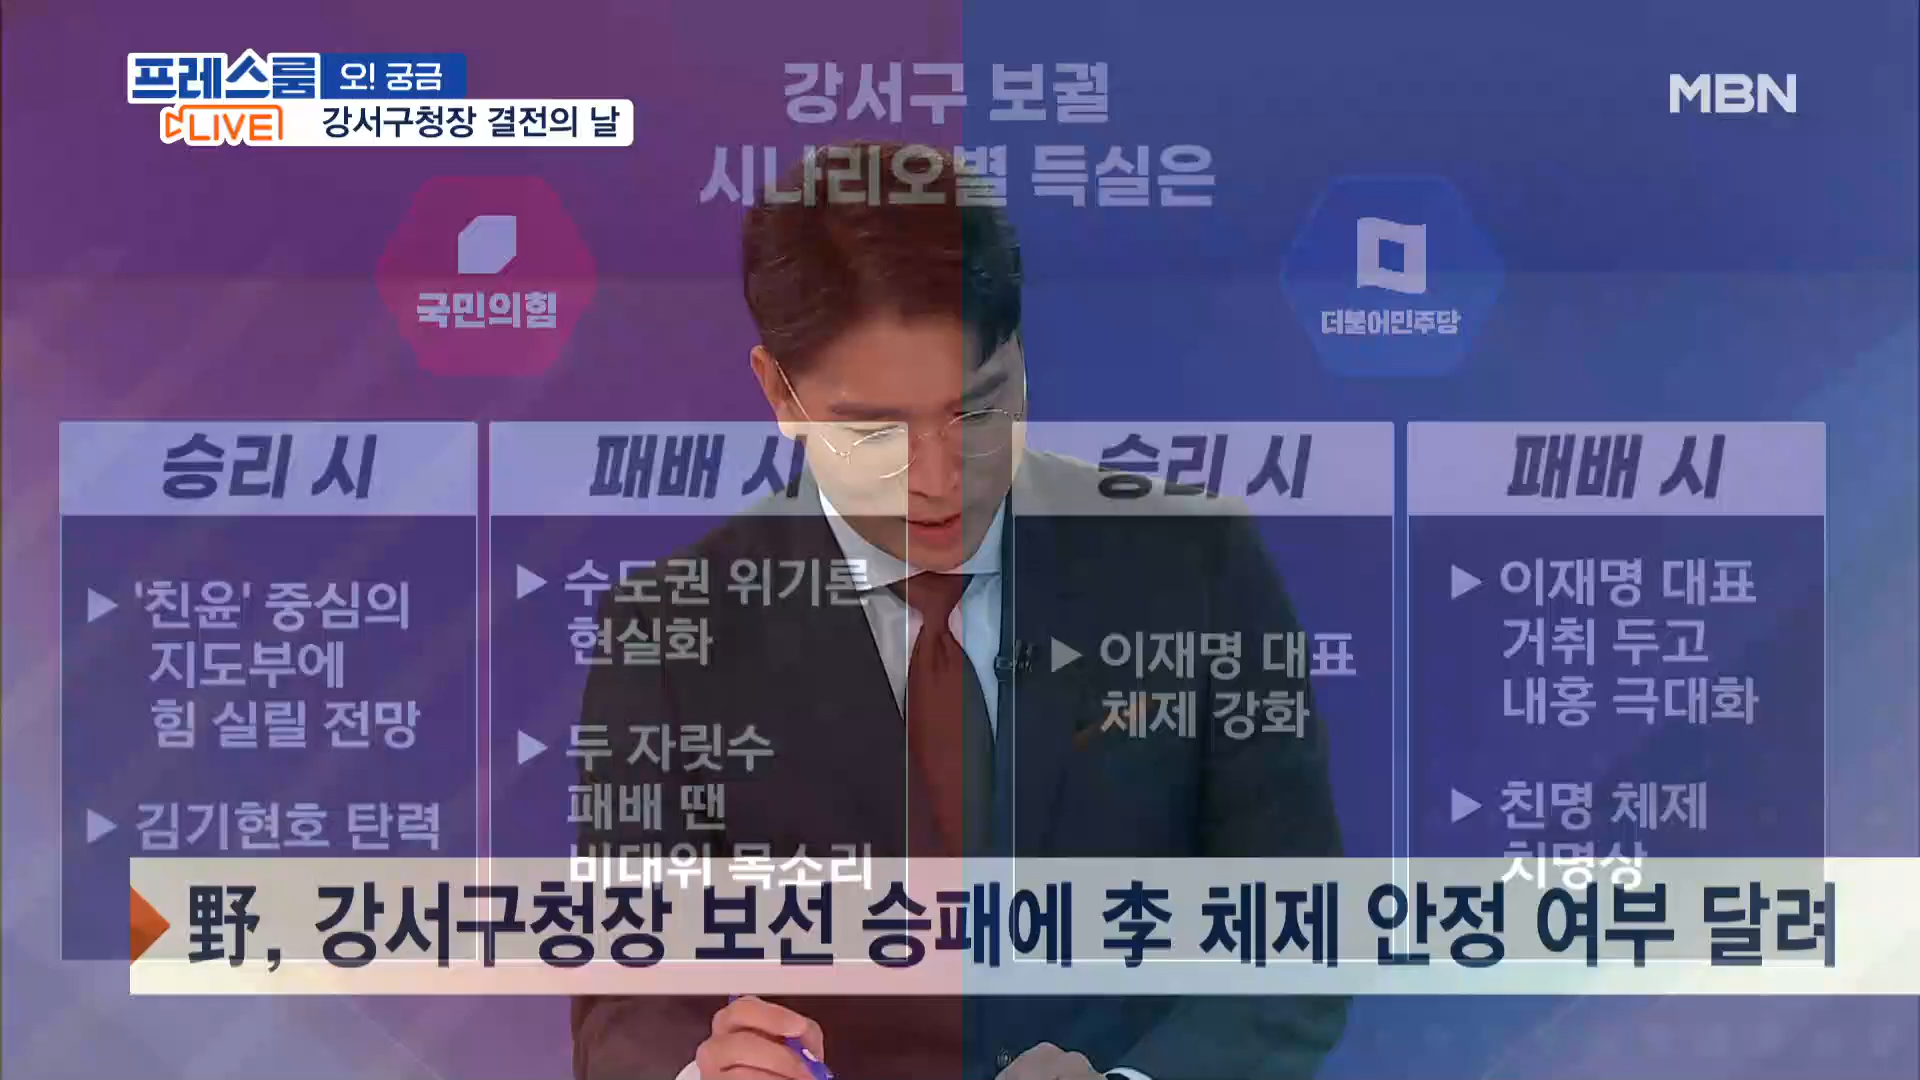 프레스룸 오! 궁금
LIVE 강서구청장 결전의 날
MBN
강서구 보궐
시나리오별 득실은
국민의힘
더불어민주당
승리 시
▶ '친윤' 중심의
지도부에
힘 실릴 전망
▶ 김기현호 탄력
패배 시
▶ 수도권 위기론
현실화
▶ 두 자릿수
패배 땐
비대위 목소리
승리 시
▶ 이재명 대표
체제 강화
패배 시
▶ 이재명 대표
거취 두고
내홍 극대화
▶ 친명 체제
치명상
野, 강서구청장 보선 승패에 李 체제 안정 여부 달려